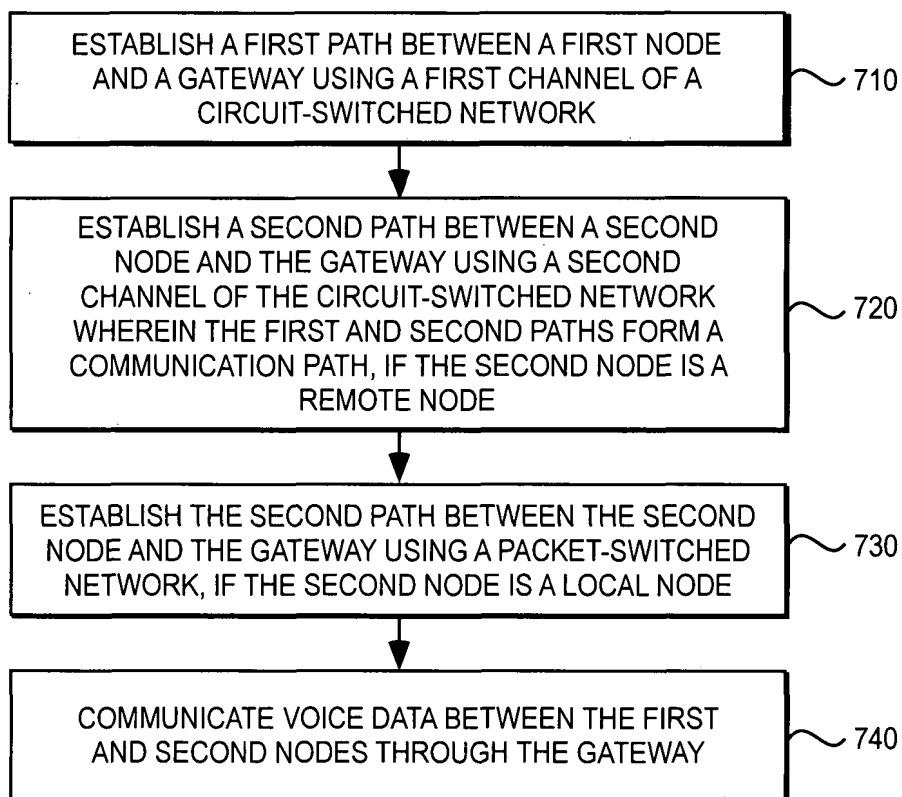 ESTABLISH A FIRST PATH BETWEEN A FIRST NODE
AND A GATEWAY USING A FIRST CHANNEL OF A
CIRCUIT-SWITCHED NETWORK
710
ESTABLISH A SECOND PATH BETWEEN A SECOND
NODE AND THE GATEWAY USING A SECOND
CHANNEL OF THE CIRCUIT-SWITCHED NETWORK
WHEREIN THE FIRST AND SECOND PATHS FORM A
COMMUNICATION PATH, IF THE SECOND NODE IS A
REMOTE NODE
720
ESTABLISH THE SECOND PATH BETWEEN THE SECOND
NODE AND THE GATEWAY USING A PACKET-SWITCHED
NETWORK, IF THE SECOND NODE IS A LOCAL NODE
730
COMMUNICATE VOICE DATA BETWEEN THE FIRST
AND SECOND NODES THROUGH THE GATEWAY
740